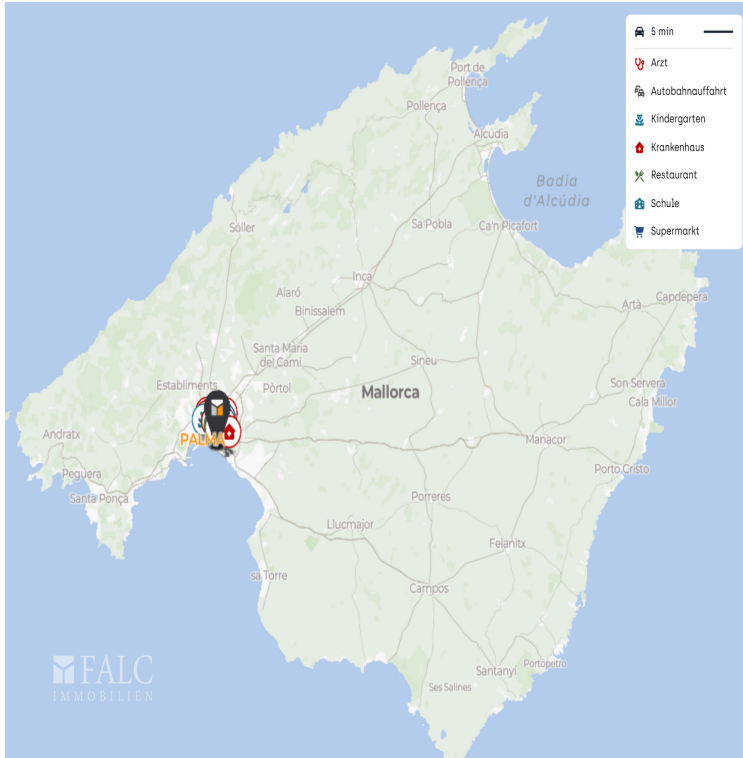 5 min
Arzt
Autobahnauffahrt
Kindergarten
Krankenhaus
Restaurant
Schule
Supermarkt
Port de
Pollença
Pollença
Alcúdia
Badia
d'Alcúdia
Sóller
Sa Pobla
Ca'n Picafort
Inca
Alaró
Binissalem
Artà
Capdepera
Santa Maria
del Camí
Sineu
Establiments
Pòrtol
Mallorca
Son Servera
Cala Millor
PALMA
Andratx
Manacor
Peguera
Porto Cristo
Santa Ponça
Porreres
Llucmajor
Felanitx
sa Torre
Campos
Portopetro
Santanyí
Ses Salines
FALC
IMMOBILIEN